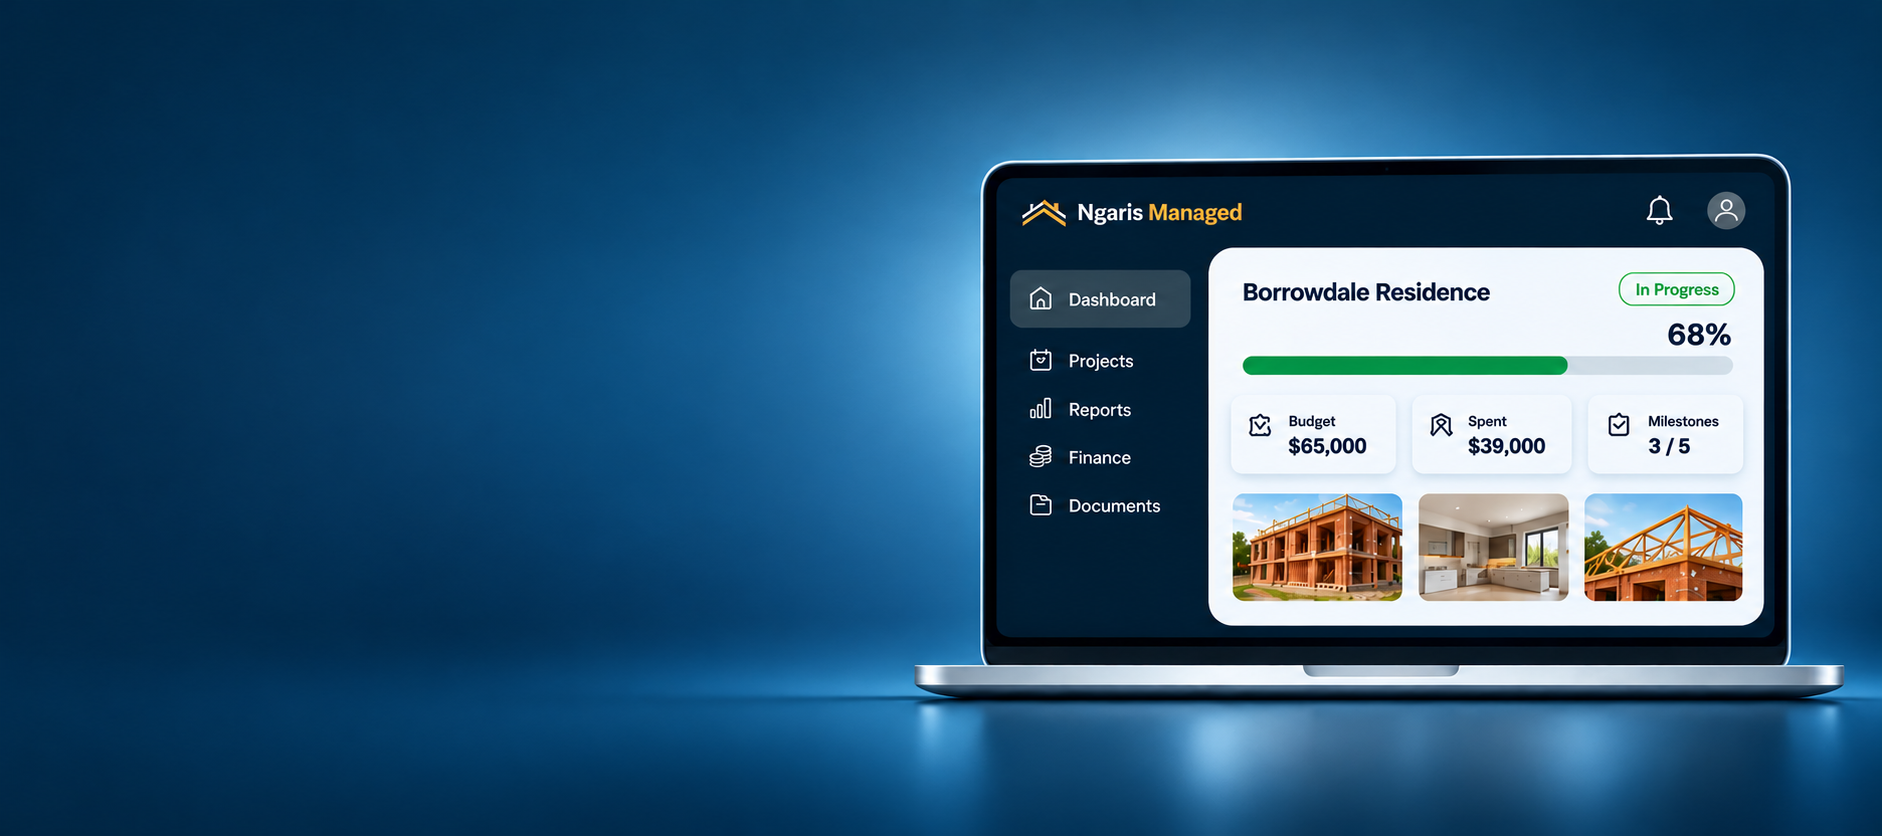 Ngaris Managed
Dashboard
Projects
Reports
Finance
Documents
Borrowdale Residence
In Progress
68%
Budget
$65,000
Spent
$39,000
Milestones
3 / 5